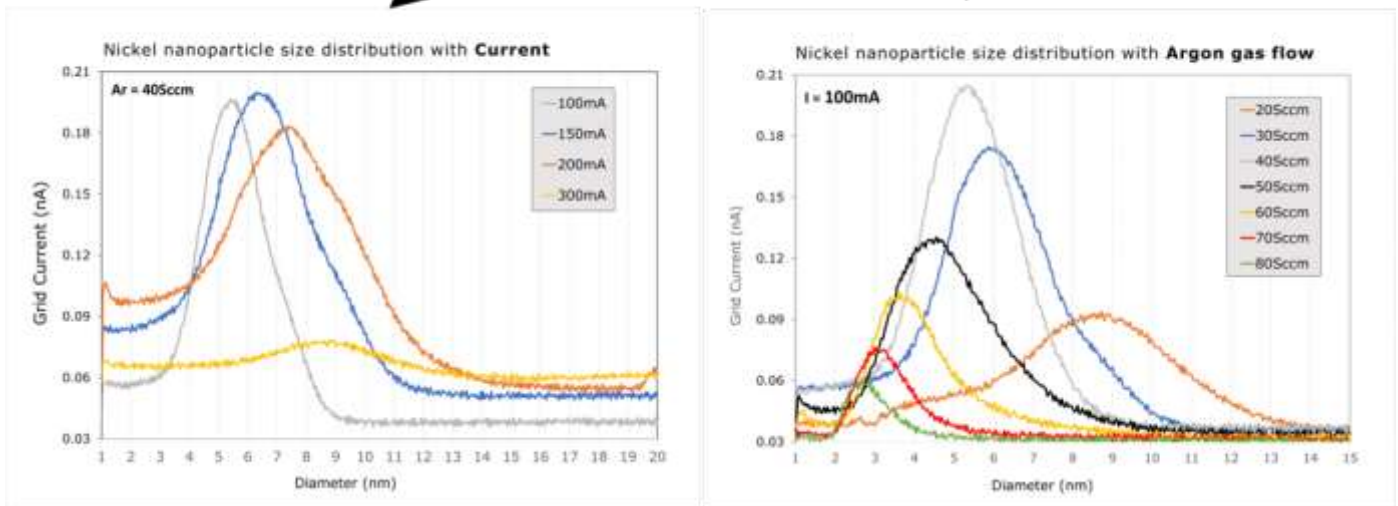 Nickel nanoparticle size distribution with Current
Ar = 40Sccm
0.21
0.18
0.15
0.12
0.09
0.06
0.03
Grid Current (nA)
100mA
150mA
200mA
300mA
1 2 3 4 5 6 7 8 9 10 11 12 13 14 15 16 17 18 19 20
Diameter (nm)
Nickel nanoparticle size distribution with Argon gas flow
I = 100mA
0.21
0.18
0.15
0.12
0.09
0.06
0.03
Grid Current (nA)
20Sccm
30Sccm
40Sccm
50Sccm
60Sccm
70Sccm
80Sccm
1 2 3 4 5 6 7 8 9 10 11 12 13 14 15
Diameter (nm)